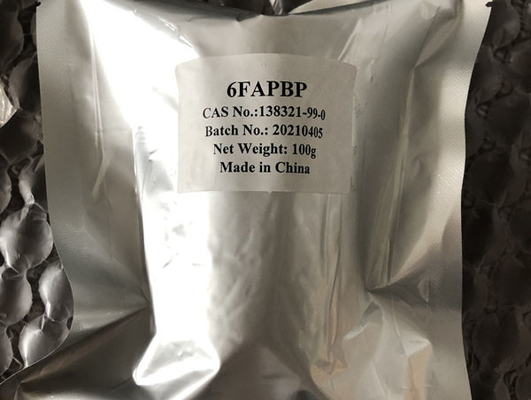 6FAPBP
CAS No.:138321-99-0
Batch No.: 20210405
Net Weight: 100g
Made in China